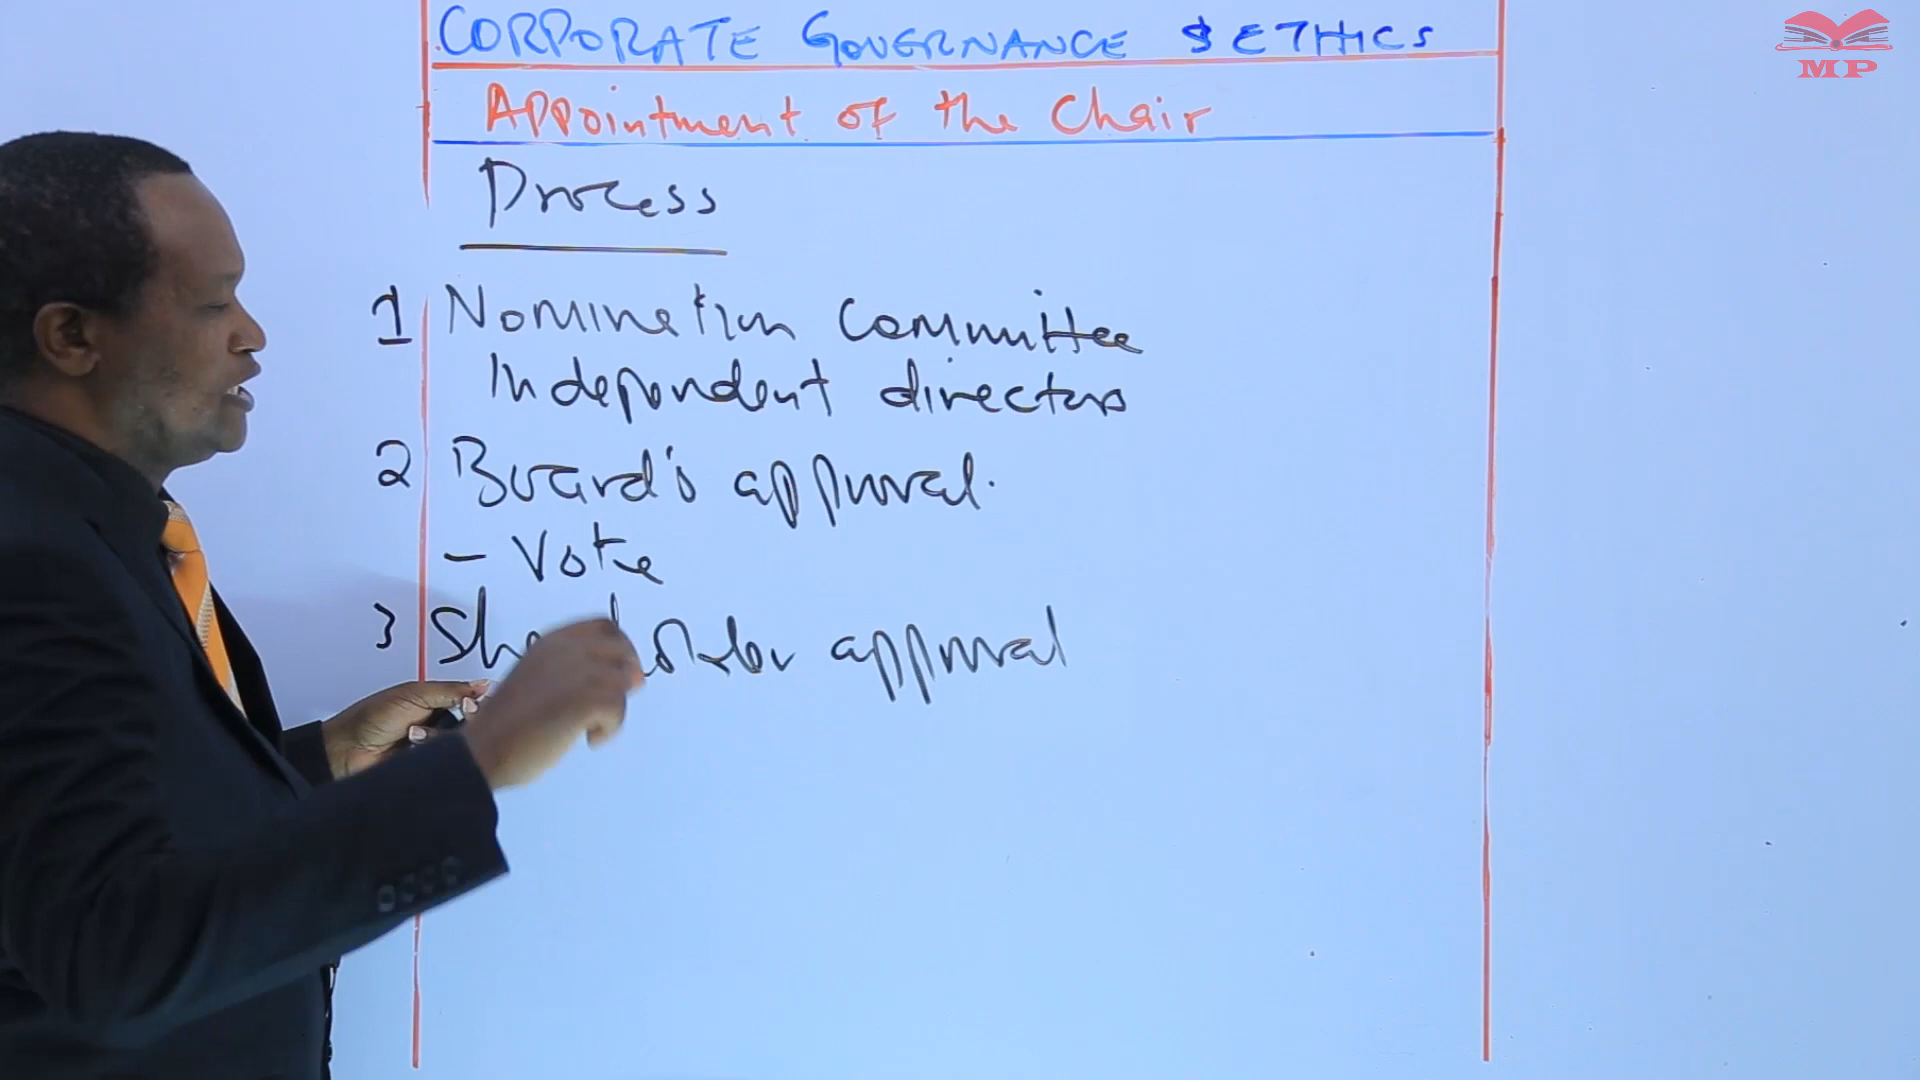 CORPORATE GOVERNANCE & ETHICS
MP
Appointment of the Chair
Process
1 Nomination Committee
Independent directors
2 Board's approval.
- Vote
3 approval